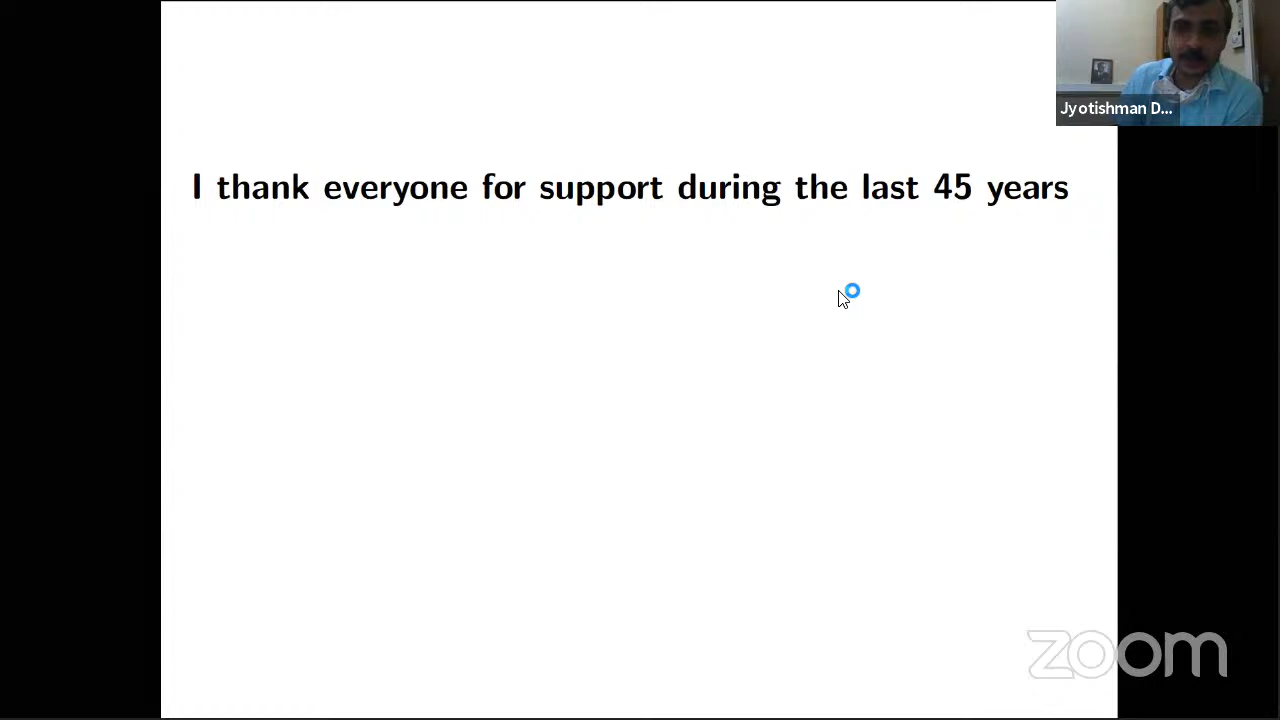 Jyotishman D...
I thank everyone for support during the last 45 years
zoom